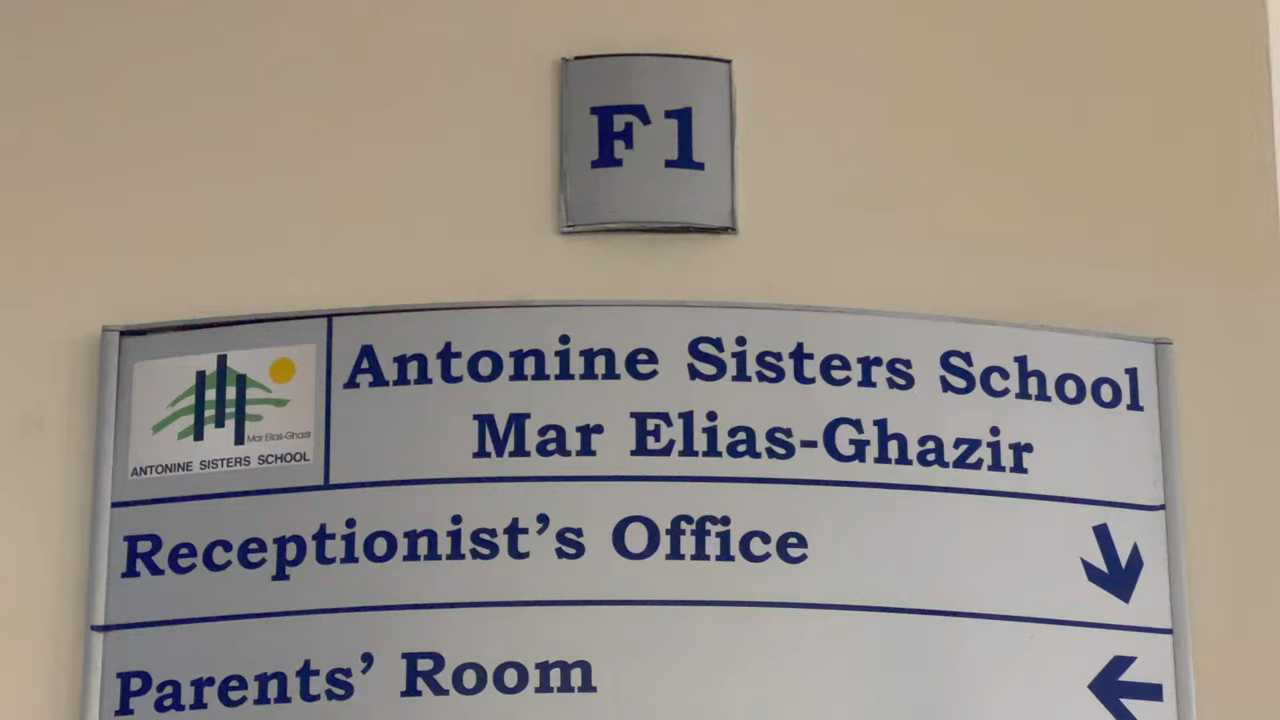 F1
Antonine Sisters School
Mar Elias-Ghazir
Mar Elias-Ghazir
ANTONINE SISTERS SCHOOL
Receptionist's Office
Parents' Room